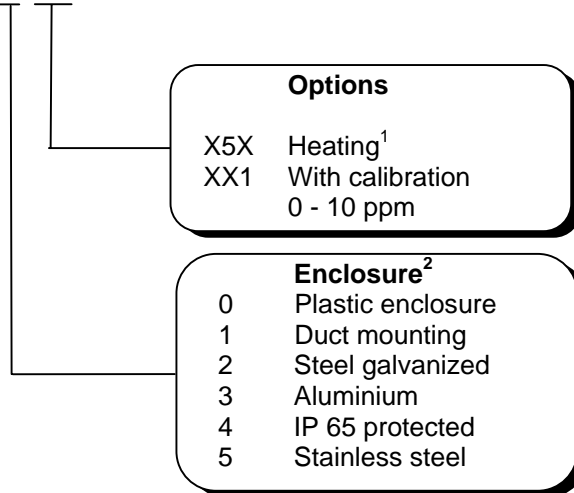 Options
X5X Heating¹
XX1 With calibration
0 - 10 ppm
Enclosure²
0 Plastic enclosure
1 Duct mounting
2 Steel galvanized
3 Aluminium
4 IP 65 protected
5 Stainless steel